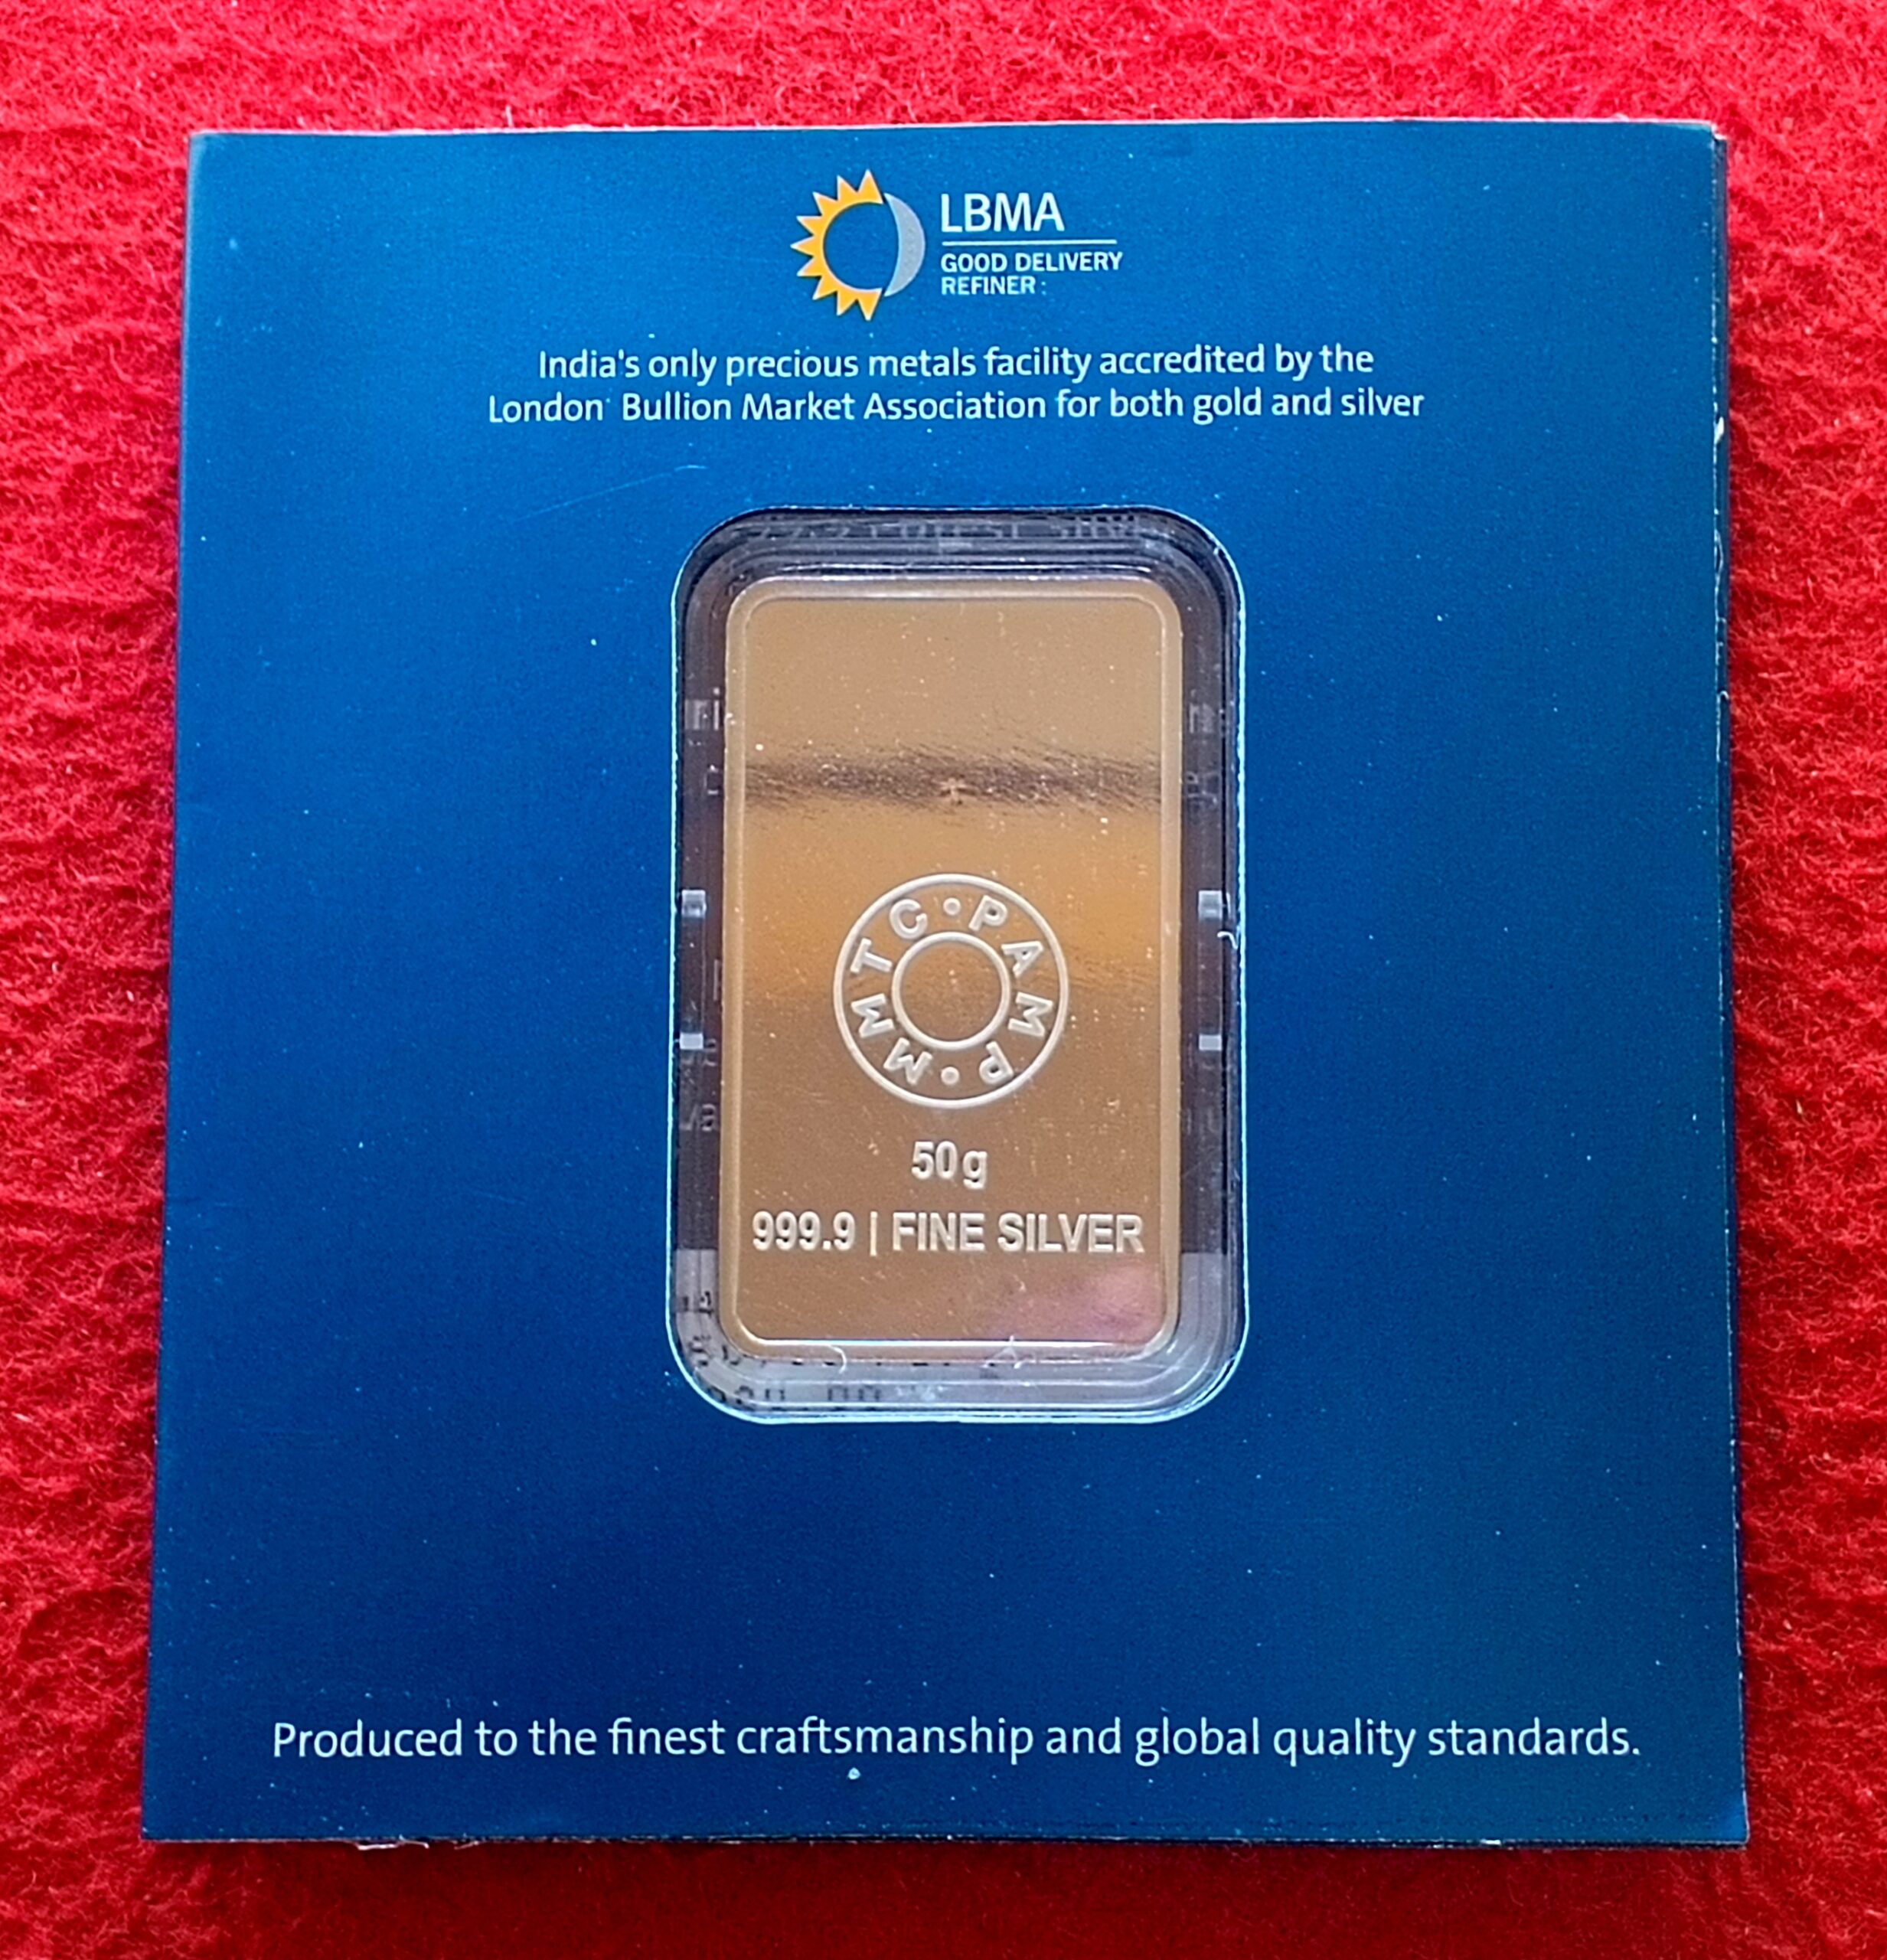 LBMA
GOOD DELIVERY
REFINER
India's only precious metals facility accredited by the
London Bullion Market Association for both gold and silver
MMTC • PAMP •
50g
999.9 | FINE SILVER
Produced to the finest craftsmanship and global quality standards.